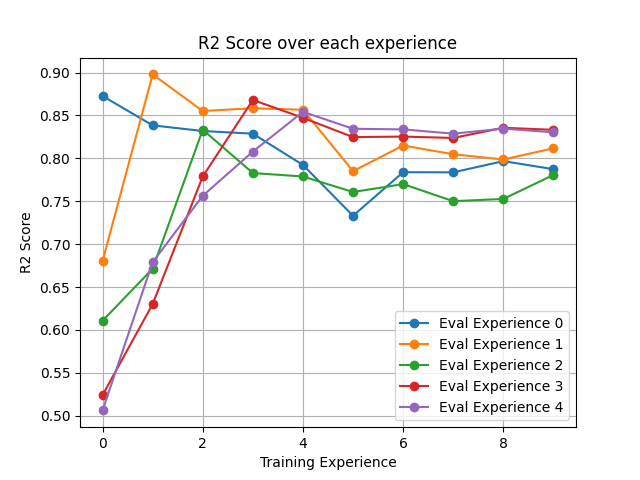 R2 Score over each experience
R2 Score
0.90
0.85
0.80
0.75
0.70
0.65
0.60
0.55
0.50
0
2
4
6
8
Training Experience
Eval Experience 0
Eval Experience 1
Eval Experience 2
Eval Experience 3
Eval Experience 4